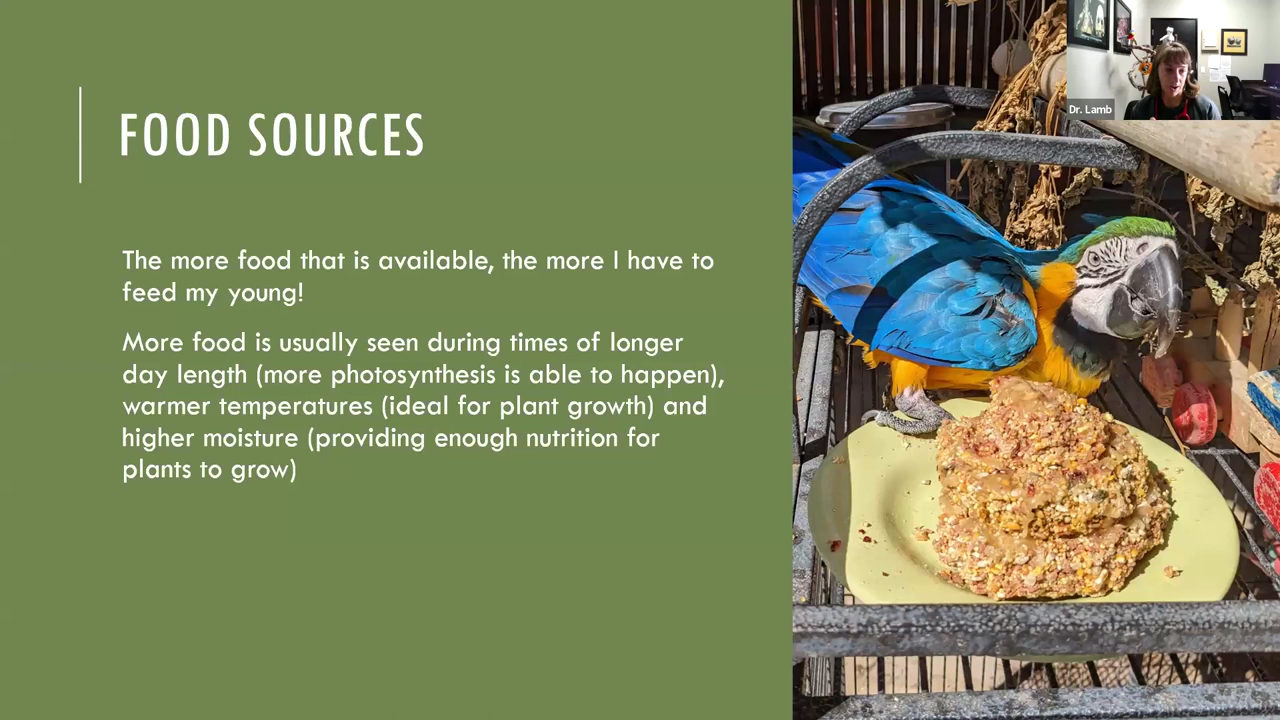 FOOD SOURCES
The more food that is available, the more I have to
feed my young!
More food is usually seen during times of longer
day length (more photosynthesis is able to happen),
warmer temperatures (ideal for plant growth) and
higher moisture (providing enough nutrition for
plants to grow)
Dr. Lamb